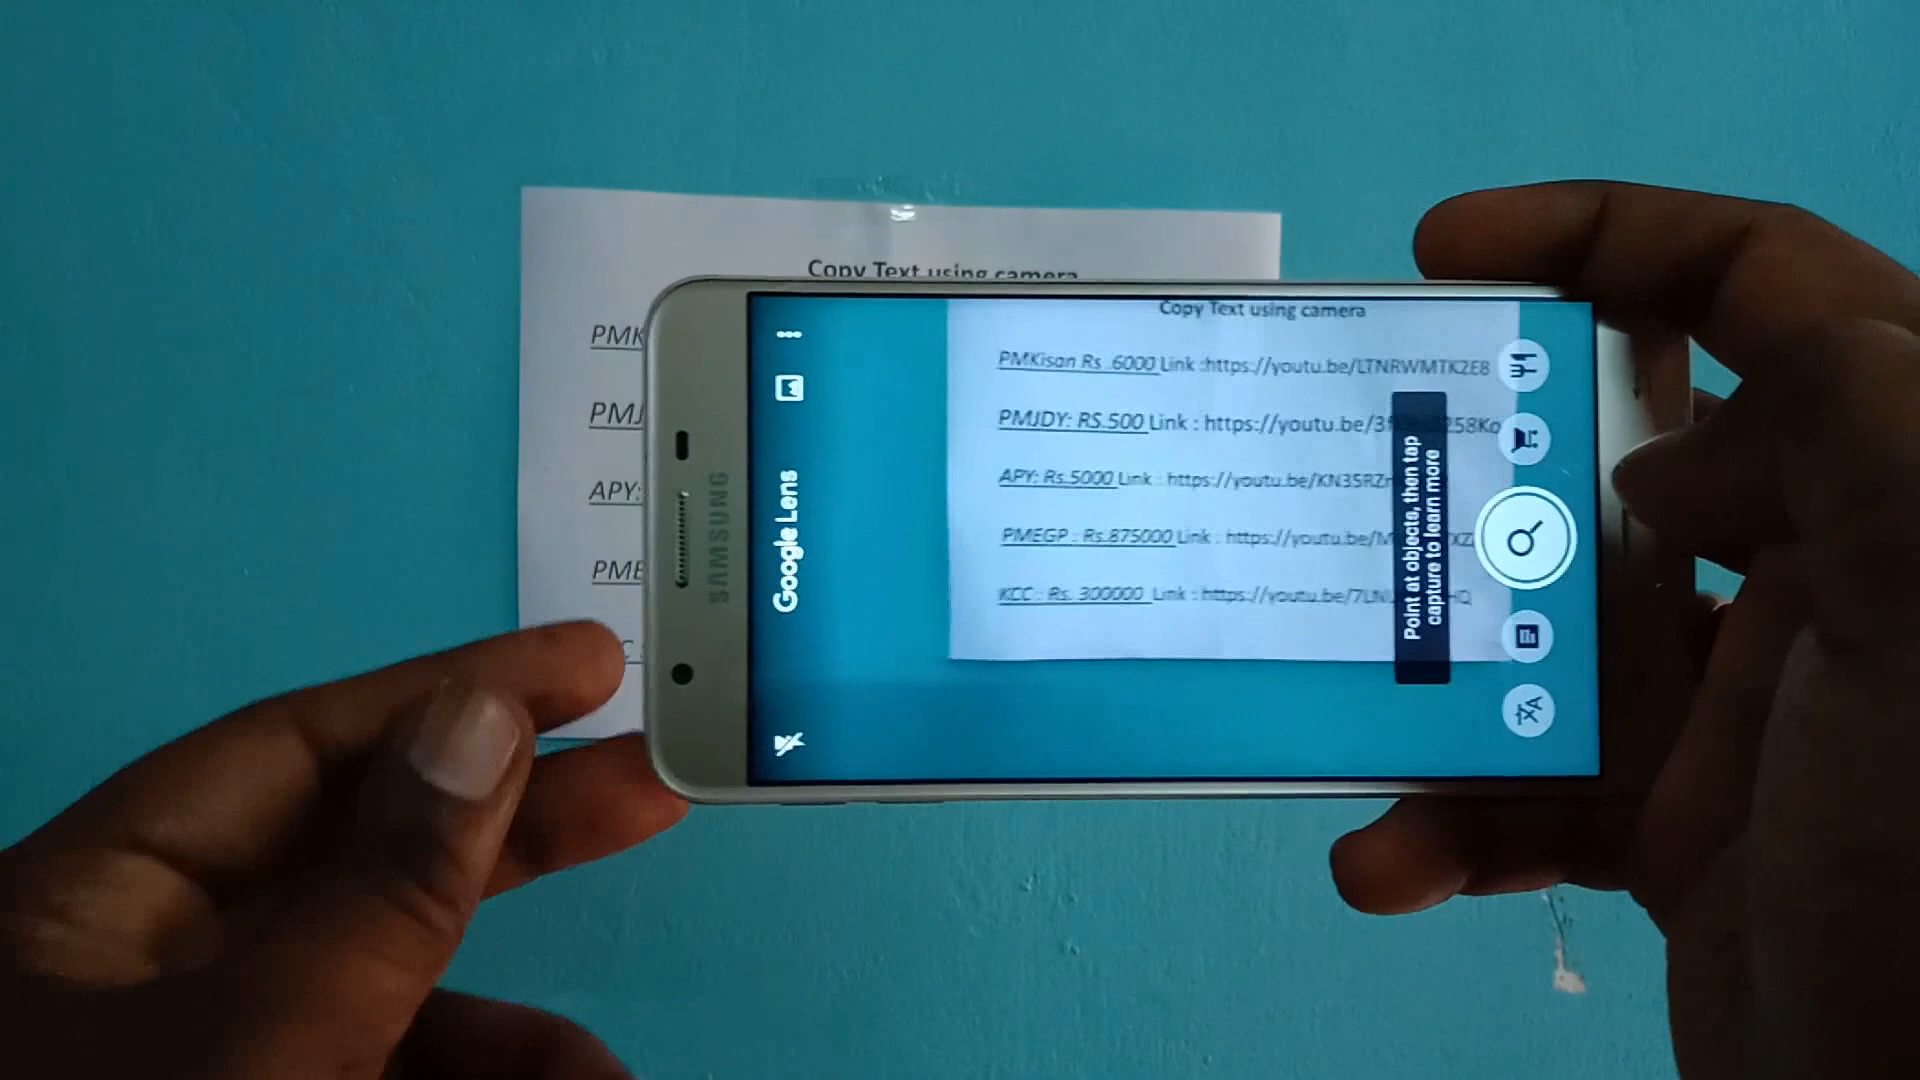 Copy Text using camera
PMK
PMJ
APY:
PME
SAMSUNG
Google Lens
Copy Text using camera
PMKisan Rs .6000 Link :https://youtu.be/LTNRWMTKZE8
PMJDY: RS.500 Link : https://youtu.be/3
APY: Rs.5000 Link : https://youtu.be/KN35RZ
PMEGP : Rs.875000 Link : https://youtu.be/M
KCC : Rs. 300000 Link : https://youtu.be/7LN
Point at objects, then tap
capture to learn more